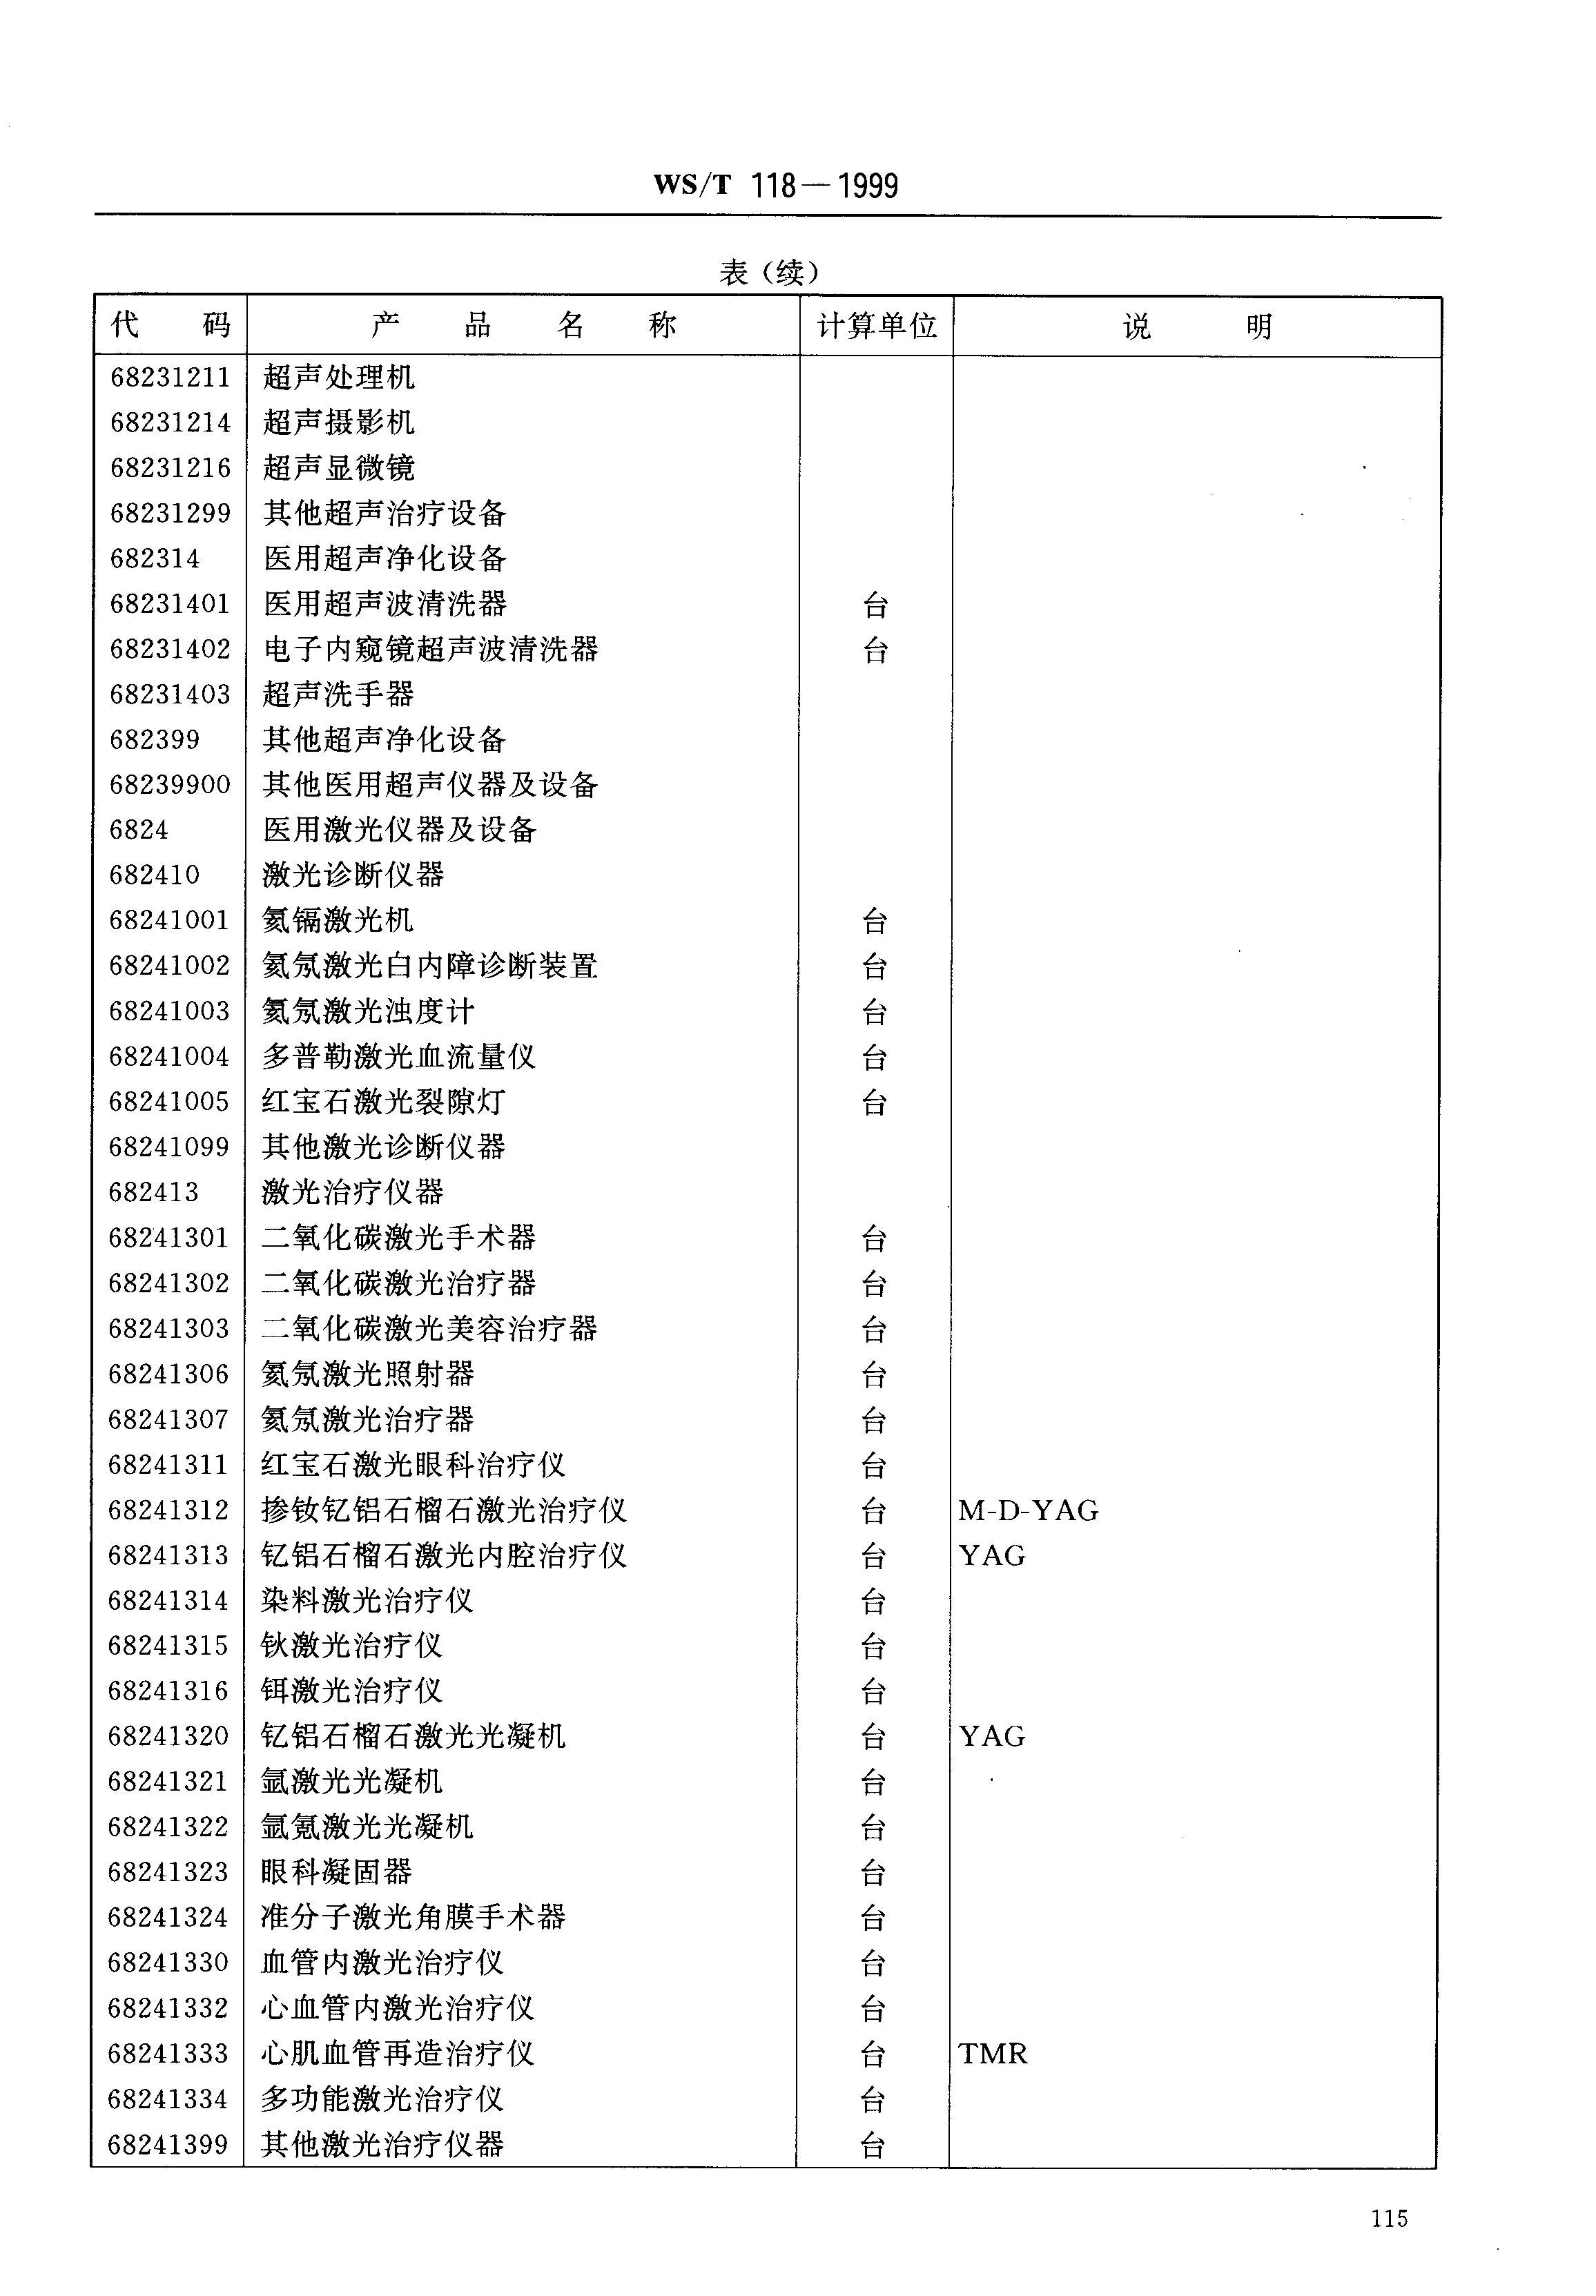 WS/T 118—1999
表(续)
代 码 产 品 名 称 计算单位 说 明
68231211 超声处理机
68231214 超声摄影机
68231216 超声显微镜
68231299 其他超声治疗设备
682314 医用超声净化设备
68231401 医用超声波清洗器 台
68231402 电子内窥镜超声波清洗器 台
68231403 超声洗手器
682399 其他超声净化设备
68239900 其他医用超声仪器及设备
6824 医用激光仪器及设备
682410 激光诊断仪器
68241001 氦镉激光机 台
68241002 氦氖激光白内障诊断装置 台
68241003 氦氖激光浊度计 台
68241004 多普勒激光血流量仪 台
68241005 红宝石激光裂隙灯 台
68241099 其他激光诊断仪器
682413 激光治疗仪器
68241301 二氧化碳激光手术器 台
68241302 二氧化碳激光治疗器 台
68241303 二氧化碳激光美容治疗器 台
68241306 氦氖激光照射器 台
68241307 氦氖激光治疗器 台
68241311 红宝石激光眼科治疗仪 台
68241312 掺钕钇铝石榴石激光治疗仪 台 M-D-YAG
68241313 钇铝石榴石激光内腔治疗仪 台 YAG
68241314 染料激光治疗仪 台
68241315 钬激光治疗仪 台
68241316 铒激光治疗仪 台
68241320 钇铝石榴石激光光凝机 台 YAG
68241321 氩激光光凝机 台
68241322 氩氪激光光凝机 台
68241323 眼科凝固器 台
68241324 准分子激光角膜手术器 台
68241330 血管内激光治疗仪 台
68241332 心血管内激光治疗仪 台
68241333 心肌血管再造治疗仪 台 TMR
68241334 多功能激光治疗仪 台
68241399 其他激光治疗仪器 台
115